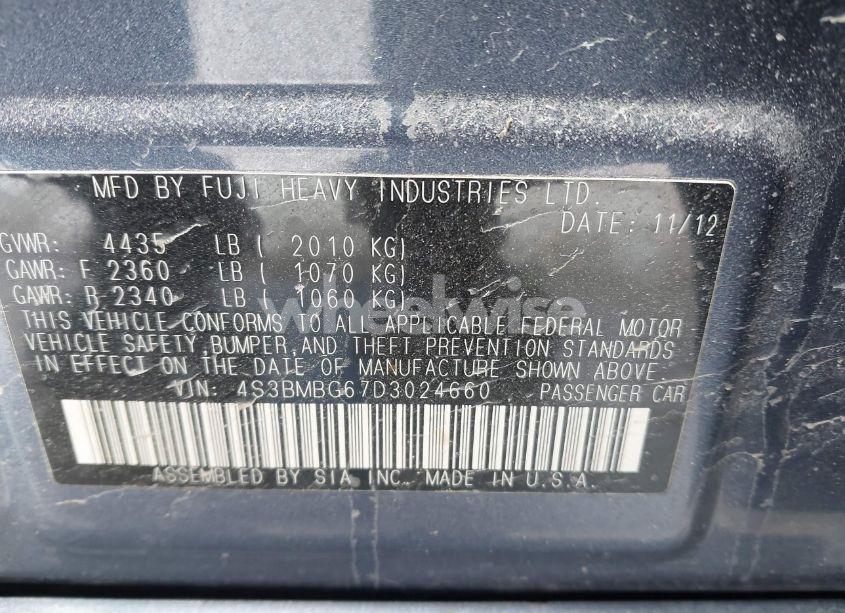 MFD BY FUJI HEAVY INDUSTRIES LTD.
DATE: 11/12
GVWR: 4435 LB ( 2010 KG)
GAWR: F 2360 LB ( 1070 KG)
GAWR: R 2340 LB ( 1060 KG)
wheelwise
THIS VEHICLE CONFORMS TO ALL APPLICABLE FEDERAL MOTOR
VEHICLE SAFETY, BUMPER, AND THEFT PREVENTION STANDARDS
IN EFFECT ON THE DATE OF MANUFACTURE SHOWN ABOVE
VIN: 4S3BMBG67D3024660 PASSENGER CAR
ASSEMBLED BY SIA INC. MADE IN U.S.A.